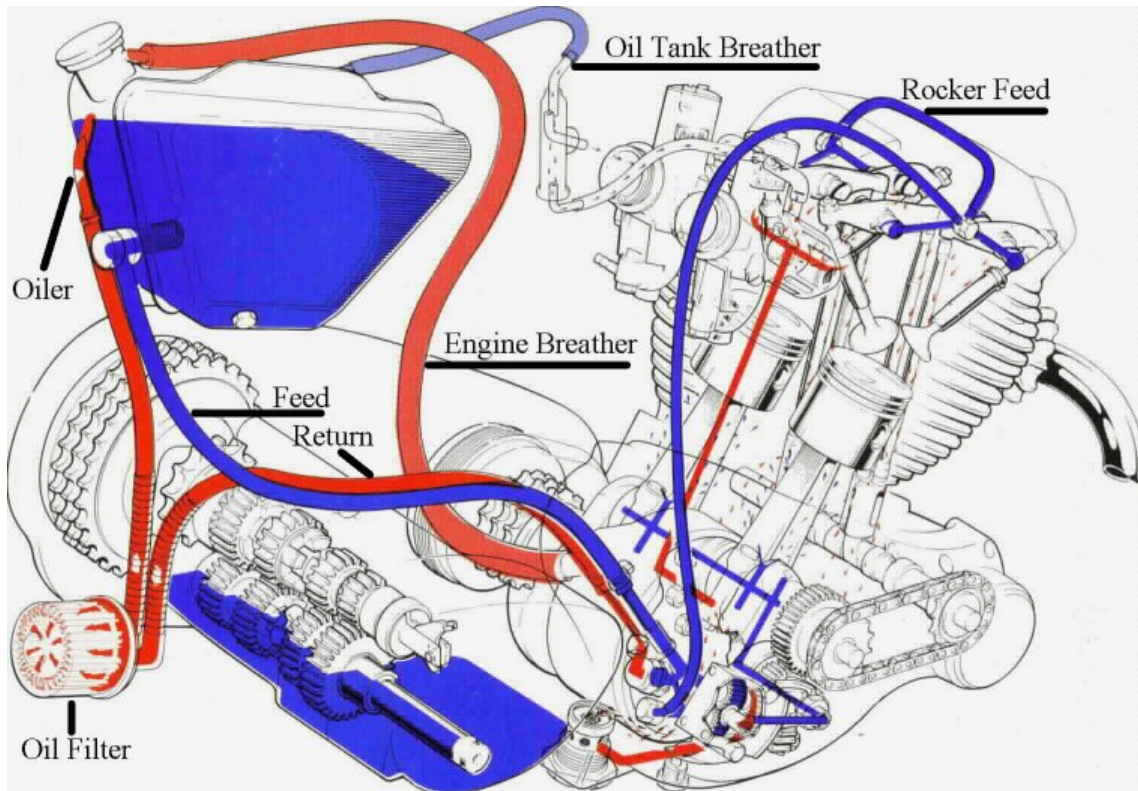 Oil Tank Breather
Rocker Feed
Oiler
Engine Breather
Feed
Return
Oil Filter